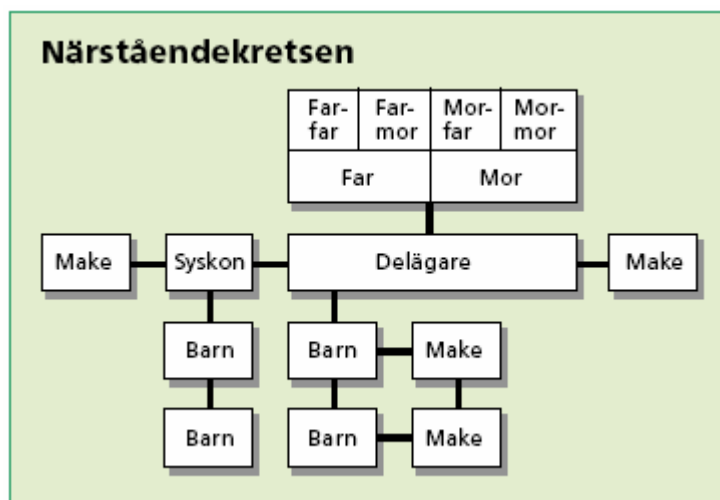 Närståendekretsen
Far-
far
Far-
mor
Mor-
far
Mor-
mor
Far
Mor
Make
Syskon
Delägare
Make
Barn
Barn
Make
Barn
Barn
Make